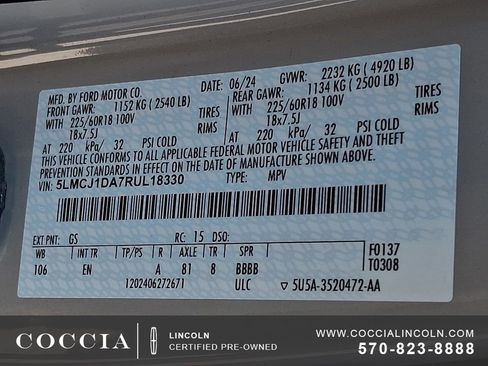 MFD. BY FORD MOTOR CO.
DATE: 06/24 GVWR: 2232 KG ( 4920 LB)
FRONT GAWR: 1152 KG ( 2540 LB) REAR GAWR: 1134 KG ( 2500 LB)
WITH 225/60R18 100V TIRES WITH 225/60R18 100V TIRES
18x7.5J RIMS 18x7.5J RIMS
AT 220 kPa/ 32 PSI COLD AT 220 kPa/ 32 PSI COLD
THIS VEHICLE CONFORMS TO ALL APPLICABLE FEDERAL MOTOR VEHICLE SAFETY AND THEFT
PREVENTION STANDARDS IN EFFECT ON THE DATE OF MANUFACTURE SHOWN ABOVE.
VIN: 5LMCJ1DA7RUL18330 TYPE: MPV
EXT PNT: GS RC: 15 DSO: F0137
WB INT TR TP/PS R AXLE TR SPR T0308
106 EN A 81 8 BBBB
1202406272671 ULC 5U5A-3520472-AA
COCCIA LINCOLN CERTIFIED PRE-OWNED
WWW.COCCIALINCOLN.COM
570-823-8888